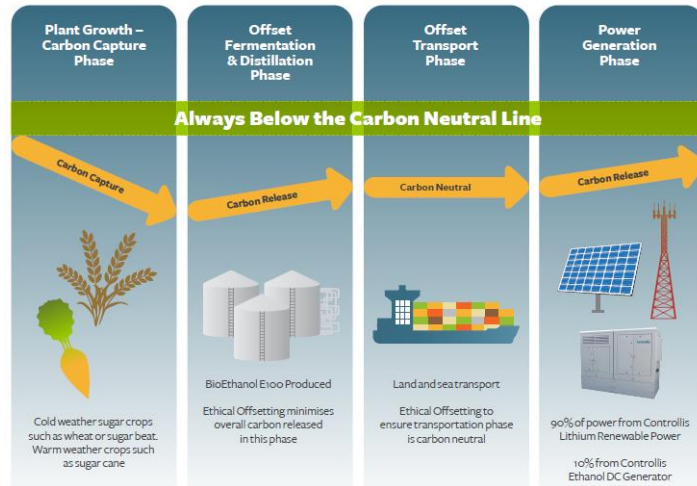 Plant Growth –
Carbon Capture
Phase
Offset
Fermentation
& Distillation
Phase
Offset
Transport
Phase
Power
Generation
Phase
Always Below the Carbon Neutral Line
Carbon Capture
Carbon Release
Carbon Neutral
Carbon Release
Cold weather sugar crops
such as wheat or sugar beat.
Warm weather crops such
as sugar cane
BioEthanol E100 Produced
Ethical Offsetting minimises
overall carbon released
in this phase
Land and sea transport
Ethical Offsetting to
ensure transportation phase
is carbon neutral
90% of power from Controllis
Lithium Renewable Power
10% from Controllis
Ethanol DC Generator